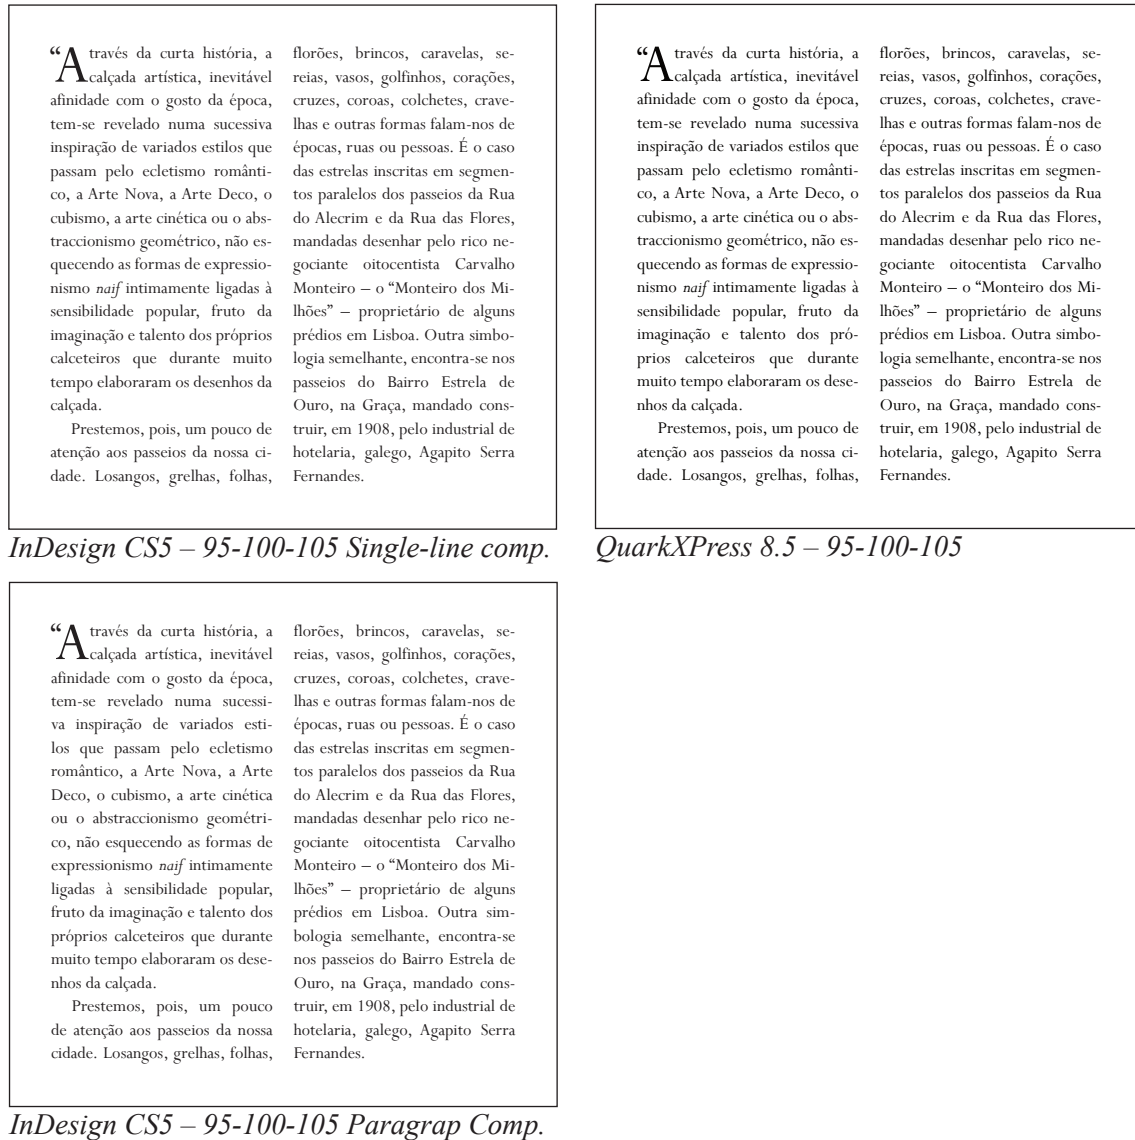 “A través da curta história, a
calçada artística, inevitável
afinidade com o gosto da época,
tem-se revelado numa sucessiva
inspiração de variados estilos que
passam pelo ecletismo românti-
co, a Arte Nova, a Arte Deco, o
cubismo, a arte cinética ou o abs-
traccionismo geométrico, não es-
quecendo as formas de expressio-
nismo naif intimamente ligadas à
sensibilidade popular, fruto da
imaginação e talento dos próprios
calceteiros que durante muito
tempo elaboraram os desenhos da
calçada.
Prestemos, pois, um pouco de
atenção aos passeios da nossa ci-
dade. Losangos, grelhas, folhas,
florões, brincos, caravelas, se-
reias, vasos, golfinhos, corações,
cruzes, coroas, colchetes, crave-
lhas e outras formas falam-nos de
épocas, ruas ou pessoas. É o caso
das estrelas inscritas em segmen-
tos paralelos dos passeios da Rua
do Alecrim e da Rua das Flores,
mandadas desenhar pelo rico ne-
gociante oitocentista Carvalho
Monteiro – o “Monteiro dos Mi-
lhões” – proprietário de alguns
prédios em Lisboa. Outra simbo-
logia semelhante, encontra-se nos
passeios do Bairro Estrela de
Ouro, na Graça, mandado cons-
truir, em 1908, pelo industrial de
hotelaria, galego, Agapito Serra
Fernandes.
InDesign CS5 – 95-100-105 Single-line comp.
“A través da curta história, a
calçada artística, inevitável
afinidade com o gosto da época,
tem-se revelado numa sucessiva
inspiração de variados estilos que
passam pelo ecletismo românti-
co, a Arte Nova, a Arte Deco, o
cubismo, a arte cinética ou o abs-
traccionismo geométrico, não es-
quecendo as formas de expressio-
nismo naif intimamente ligadas à
sensibilidade popular, fruto da
imaginação e talento dos pró-
prios calceteiros que durante
muito tempo elaboraram os dese-
nhos da calçada.
Prestemos, pois, um pouco de
atenção aos passeios da nossa ci-
dade. Losangos, grelhas, folhas,
florões, brincos, caravelas, se-
reias, vasos, golfinhos, corações,
cruzes, coroas, colchetes, crave-
lhas e outras formas falam-nos de
épocas, ruas ou pessoas. É o caso
das estrelas inscritas em segmen-
tos paralelos dos passeios da Rua
do Alecrim e da Rua das Flores,
mandadas desenhar pelo rico ne-
gociante oitocentista Carvalho
Monteiro – o “Monteiro dos Mi-
lhões” – proprietário de alguns
prédios em Lisboa. Outra simbo-
logia semelhante, encontra-se nos
passeios do Bairro Estrela de
Ouro, na Graça, mandado cons-
truir, em 1908, pelo industrial de
hotelaria, galego, Agapito Serra
Fernandes.
QuarkXPress 8.5 – 95-100-105
“A través da curta história, a
calçada artística, inevitável
afinidade com o gosto da época,
tem-se revelado numa sucessi-
va inspiração de variados esti-
los que passam pelo ecletismo
romântico, a Arte Nova, a Arte
Deco, o cubismo, a arte cinética
ou o abstraccionismo geométri-
co, não esquecendo as formas de
expressionismo naif intimamente
ligadas à sensibilidade popular,
fruto da imaginação e talento dos
próprios calceteiros que durante
muito tempo elaboraram os dese-
nhos da calçada.
Prestemos, pois, um pouco
de atenção aos passeios da nossa
cidade. Losangos, grelhas, folhas,
florões, brincos, caravelas, se-
reias, vasos, golfinhos, corações,
cruzes, coroas, colchetes, crave-
lhas e outras formas falam-nos de
épocas, ruas ou pessoas. É o caso
das estrelas inscritas em segmen-
tos paralelos dos passeios da Rua
do Alecrim e da Rua das Flores,
mandadas desenhar pelo rico ne-
gociante oitocentista Carvalho
Monteiro – o “Monteiro dos Mi-
lhões” – proprietário de alguns
prédios em Lisboa. Outra sim-
bologia semelhante, encontra-se
nos passeios do Bairro Estrela de
Ouro, na Graça, mandado cons-
truir, em 1908, pelo industrial de
hotelaria, galego, Agapito Serra
Fernandes.
InDesign CS5 – 95-100-105 Paragrap Comp.